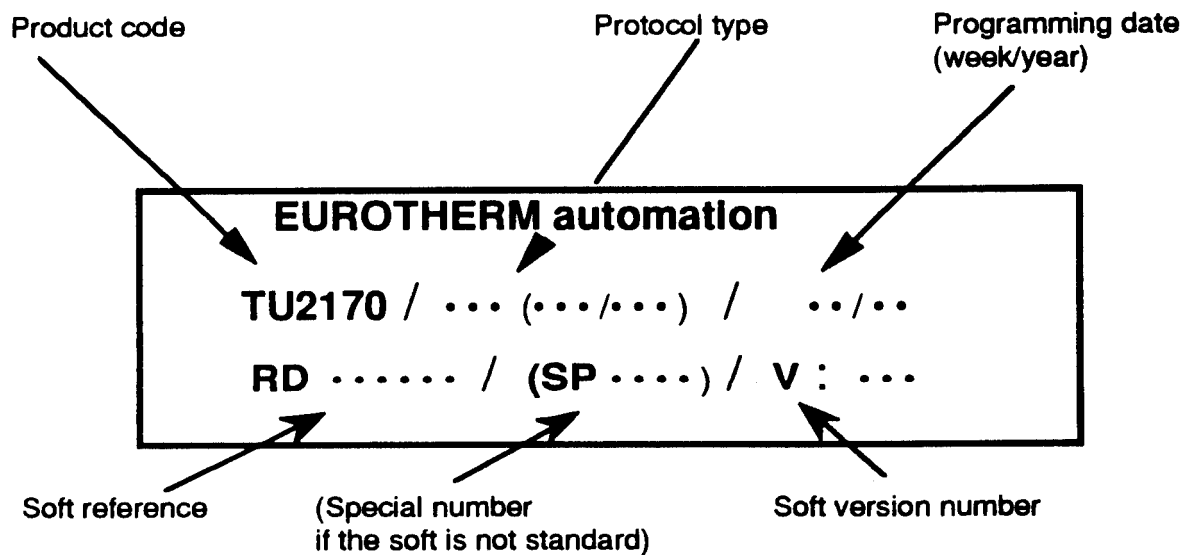 Product code
Protocol type
Programming date
(week/year)
EUROTHERM automation
TU2170 / ··· (···/···) / ··/··
RD ······ / (SP ····) / V : ···
Soft reference
(Special number
if the soft is not standard)
Soft version number